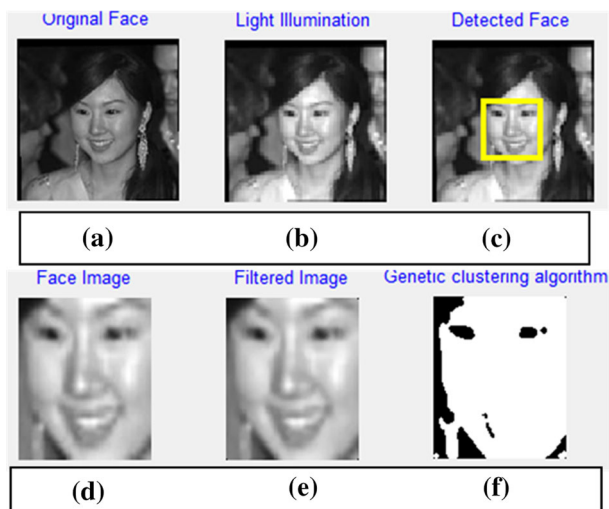 Original Face Light Illumination Detected Face
(a) (b) (c)
Face Image Filtered Image Genetic clustering algorithm
(d) (e) (f)